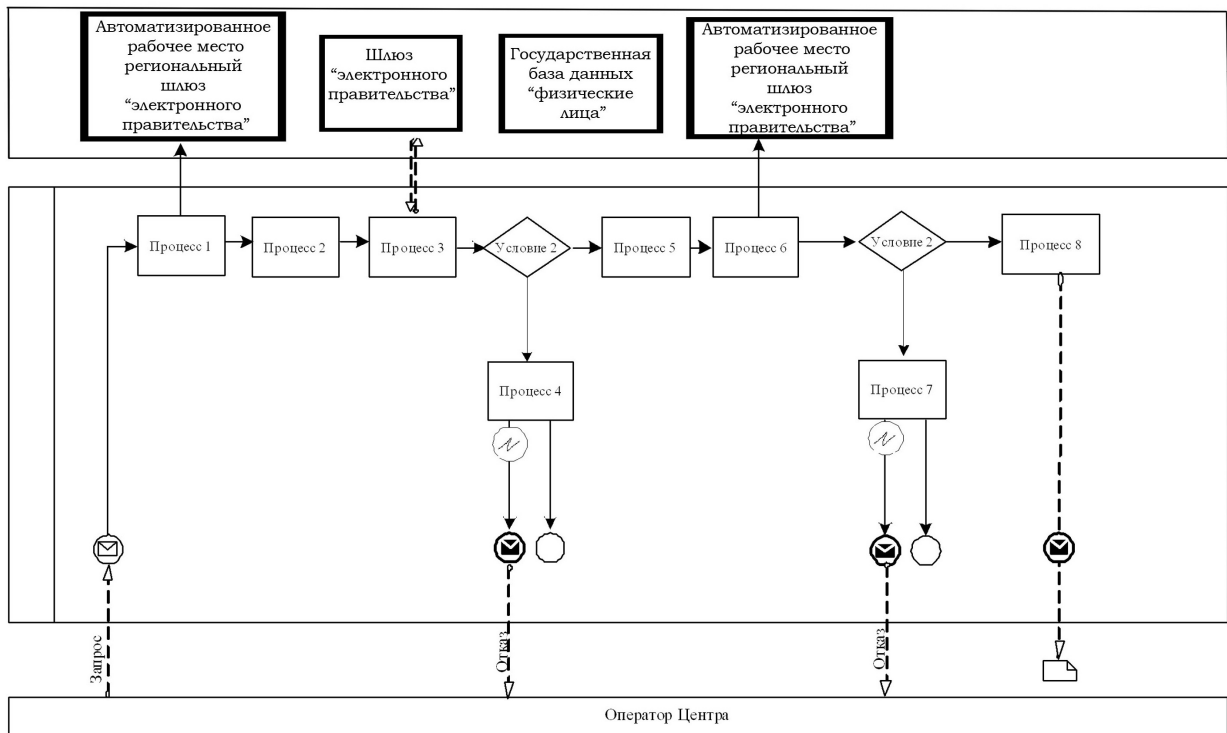 Автоматизированное
рабочее место
региональный
шлюз
“электронного
правительства”
Шлюз
“электронного
правительства”
Государственная
база данных
“физические
лица”
Автоматизированное
рабочее место
региональный
шлюз
“электронного
правительства”
Процесс 1
Процесс 2
Процесс 3
Условие 2
Процесс 5
Процесс 6
Условие 2
Процесс 8
Процесс 4
Процесс 7
Запрос
Отказ
Отказ
Оператор Центра